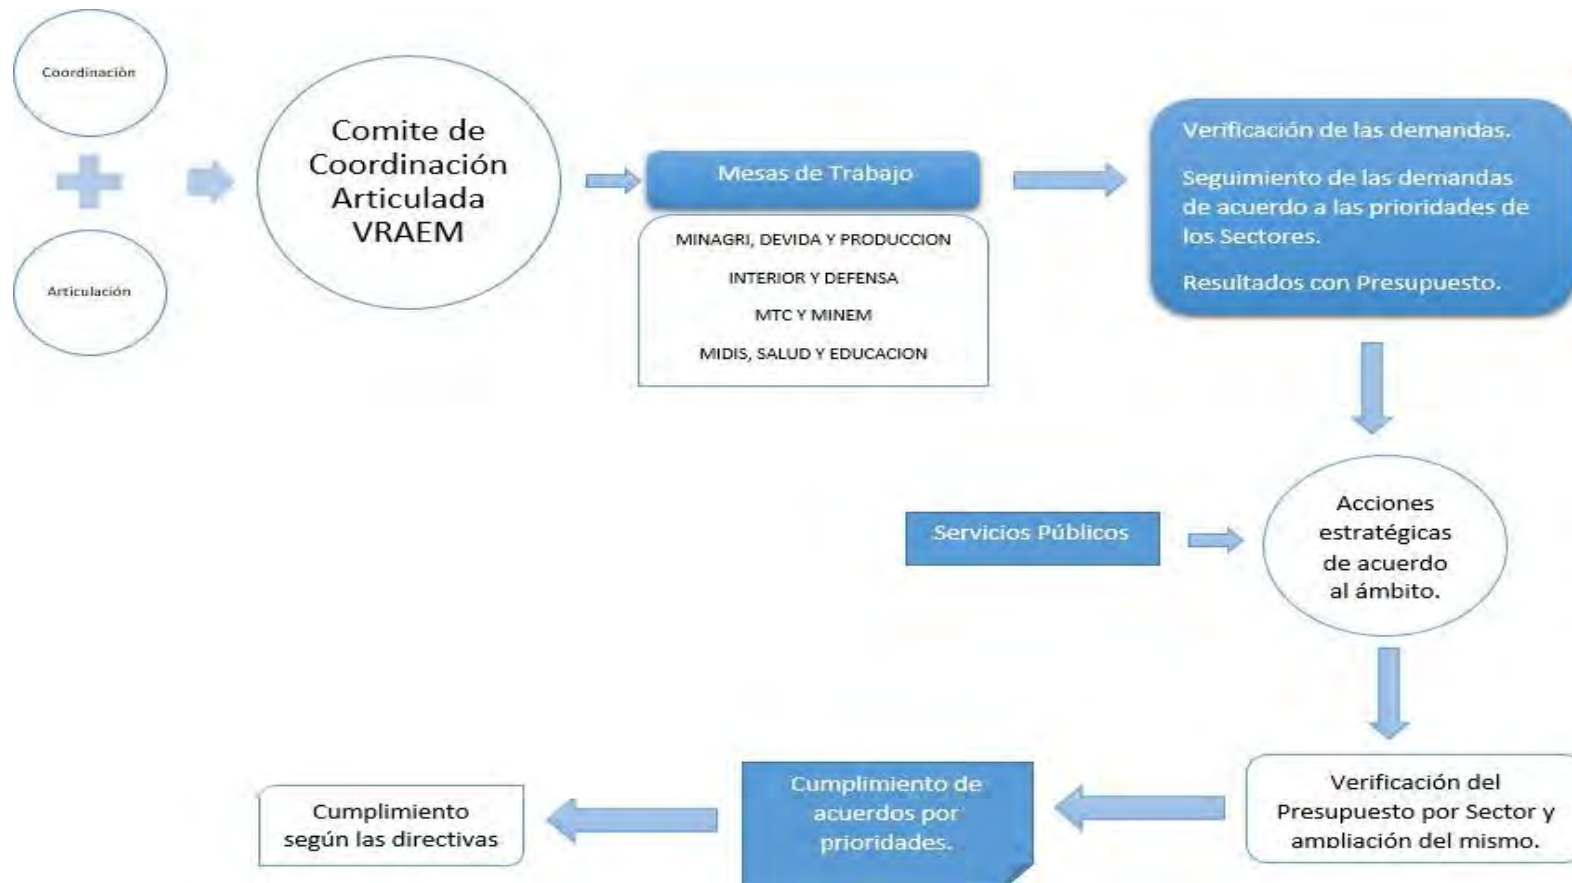 Coordinación
Articulación
Comite de
Coordinación
Articulada
VRAEM
Mesas de Trabajo
MINAGRI, DEVIDA Y PRODUCCION
INTERIOR Y DEFENSA
MTC Y MINEM
MIDIS, SALUD Y EDUCACION
Verificación de las demandas.
Seguimiento de las demandas
de acuerdo a las prioridades de
los Sectores.
Resultados con Presupuesto.
Servicios Públicos
Acciones
estratégicas
de acuerdo
al ámbito.
Verificación del
Presupuesto por Sector y
ampliación del mismo.
Cumplimiento de
acuerdos por
prioridades.
Cumplimiento
según las directivas